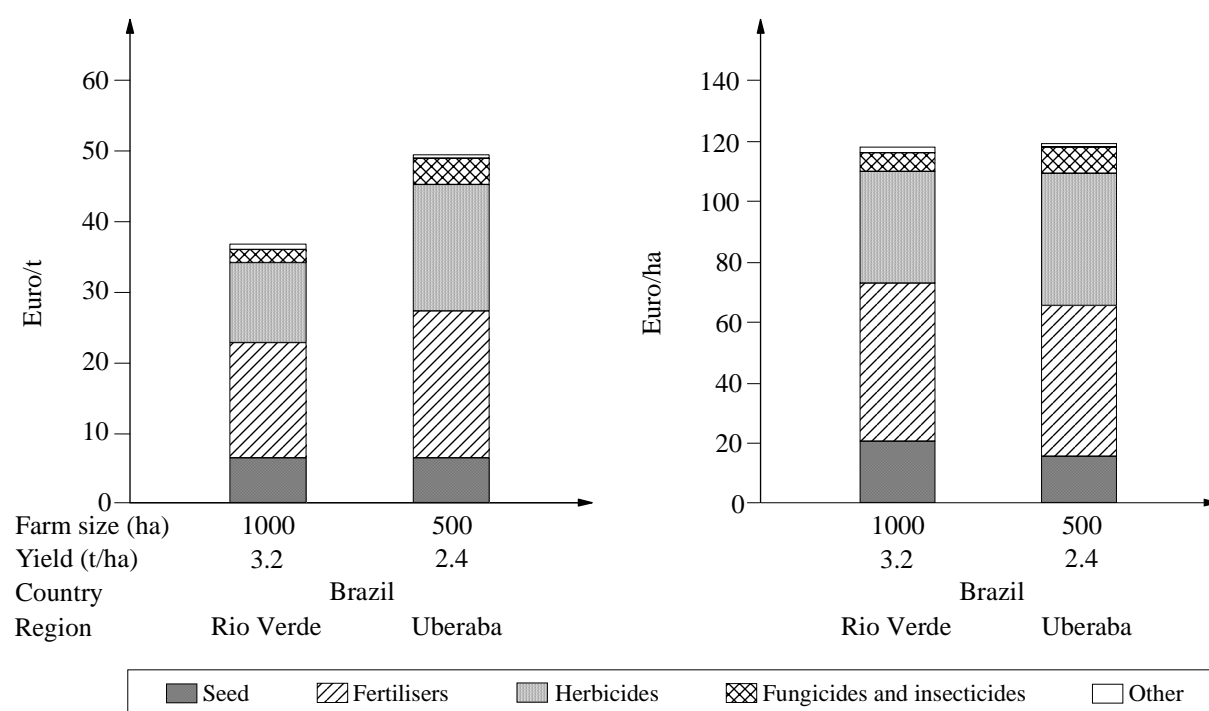 60
50
40
30
20
10
0
Euro/t
140
120
100
80
60
40
20
0
Euro/ha
Farm size (ha) 1000 500 1000 500
Yield (t/ha) 3.2 2.4 3.2 2.4
Country Brazil Brazil
Region Rio Verde Uberaba Rio Verde Uberaba
Seed Fertilisers Herbicides Fungicides and insecticides Other